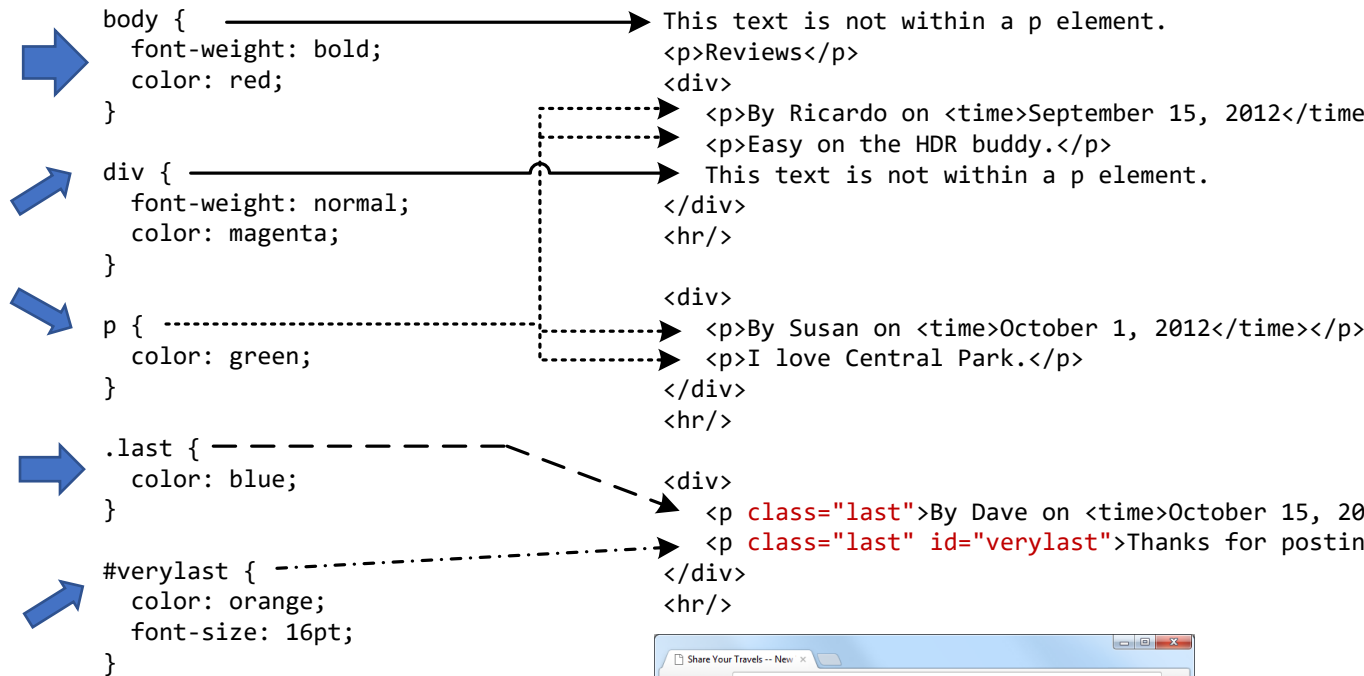 body {
  font-weight: bold;
  color: red;
}
div {
  font-weight: normal;
  color: magenta;
}
p {
  color: green;
}
.last {
  color: blue;
}
#verylast {
  color: orange;
  font-size: 16pt;
}
This text is not within a p element.
<p>Reviews</p>
<div>
  <p>By Ricardo on <time>September 15, 2012</time
  <p>Easy on the HDR buddy.</p>
  This text is not within a p element.
</div>
<hr/>
<div>
  <p>By Susan on <time>October 1, 2012</time></p>
  <p>I love Central Park.</p>
</div>
<hr/>
<div>
  <p class="last">By Dave on <time>October 15, 20
  <p class="last" id="verylast">Thanks for postin
</div>
<hr/>
Share Your Travels -- New